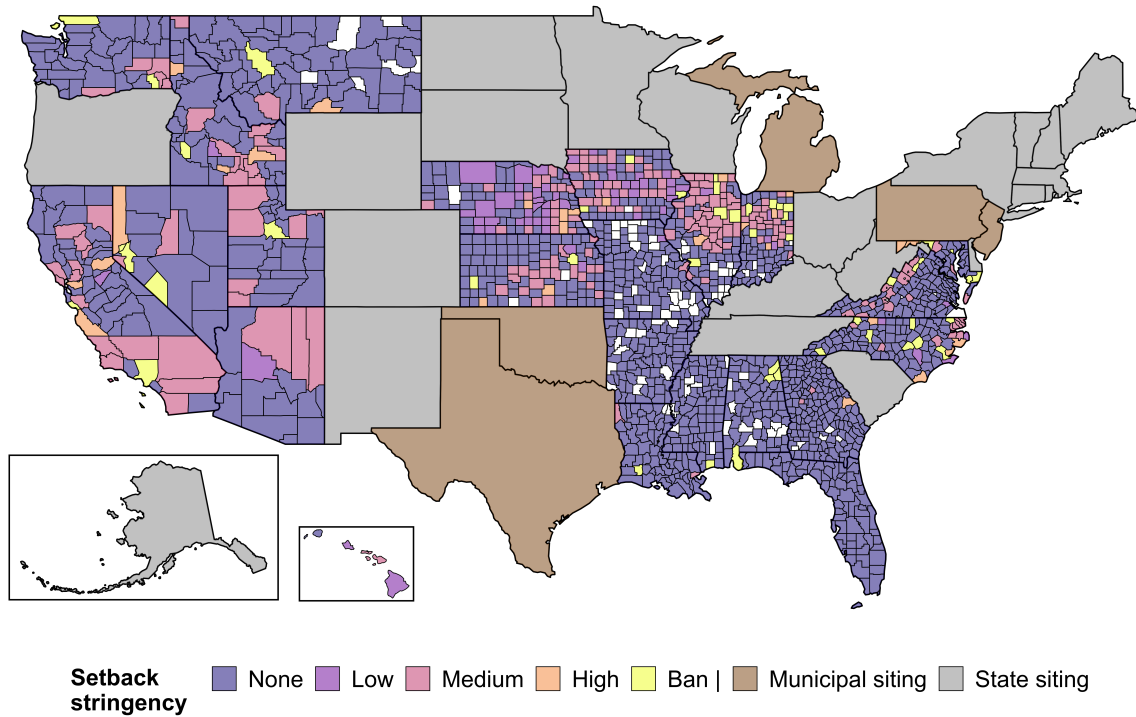 Setback
stringency
None
Low
Medium
High
Ban |
Municipal siting
State siting